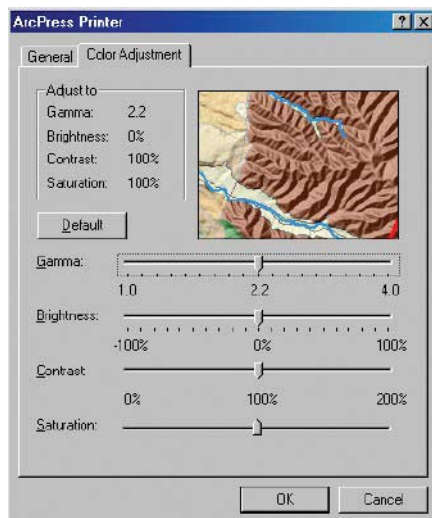 ArcPress Printer
General
Color Adjustment
Adjust to
Gamma: 2.2
Brightness: 0%
Contrast: 100%
Saturation: 100%
Default
Gamma:
1.0 2.2 4.0
Brightness:
-100% 0% 100%
Contrast
0% 100% 200%
Saturation:
OK Cancel